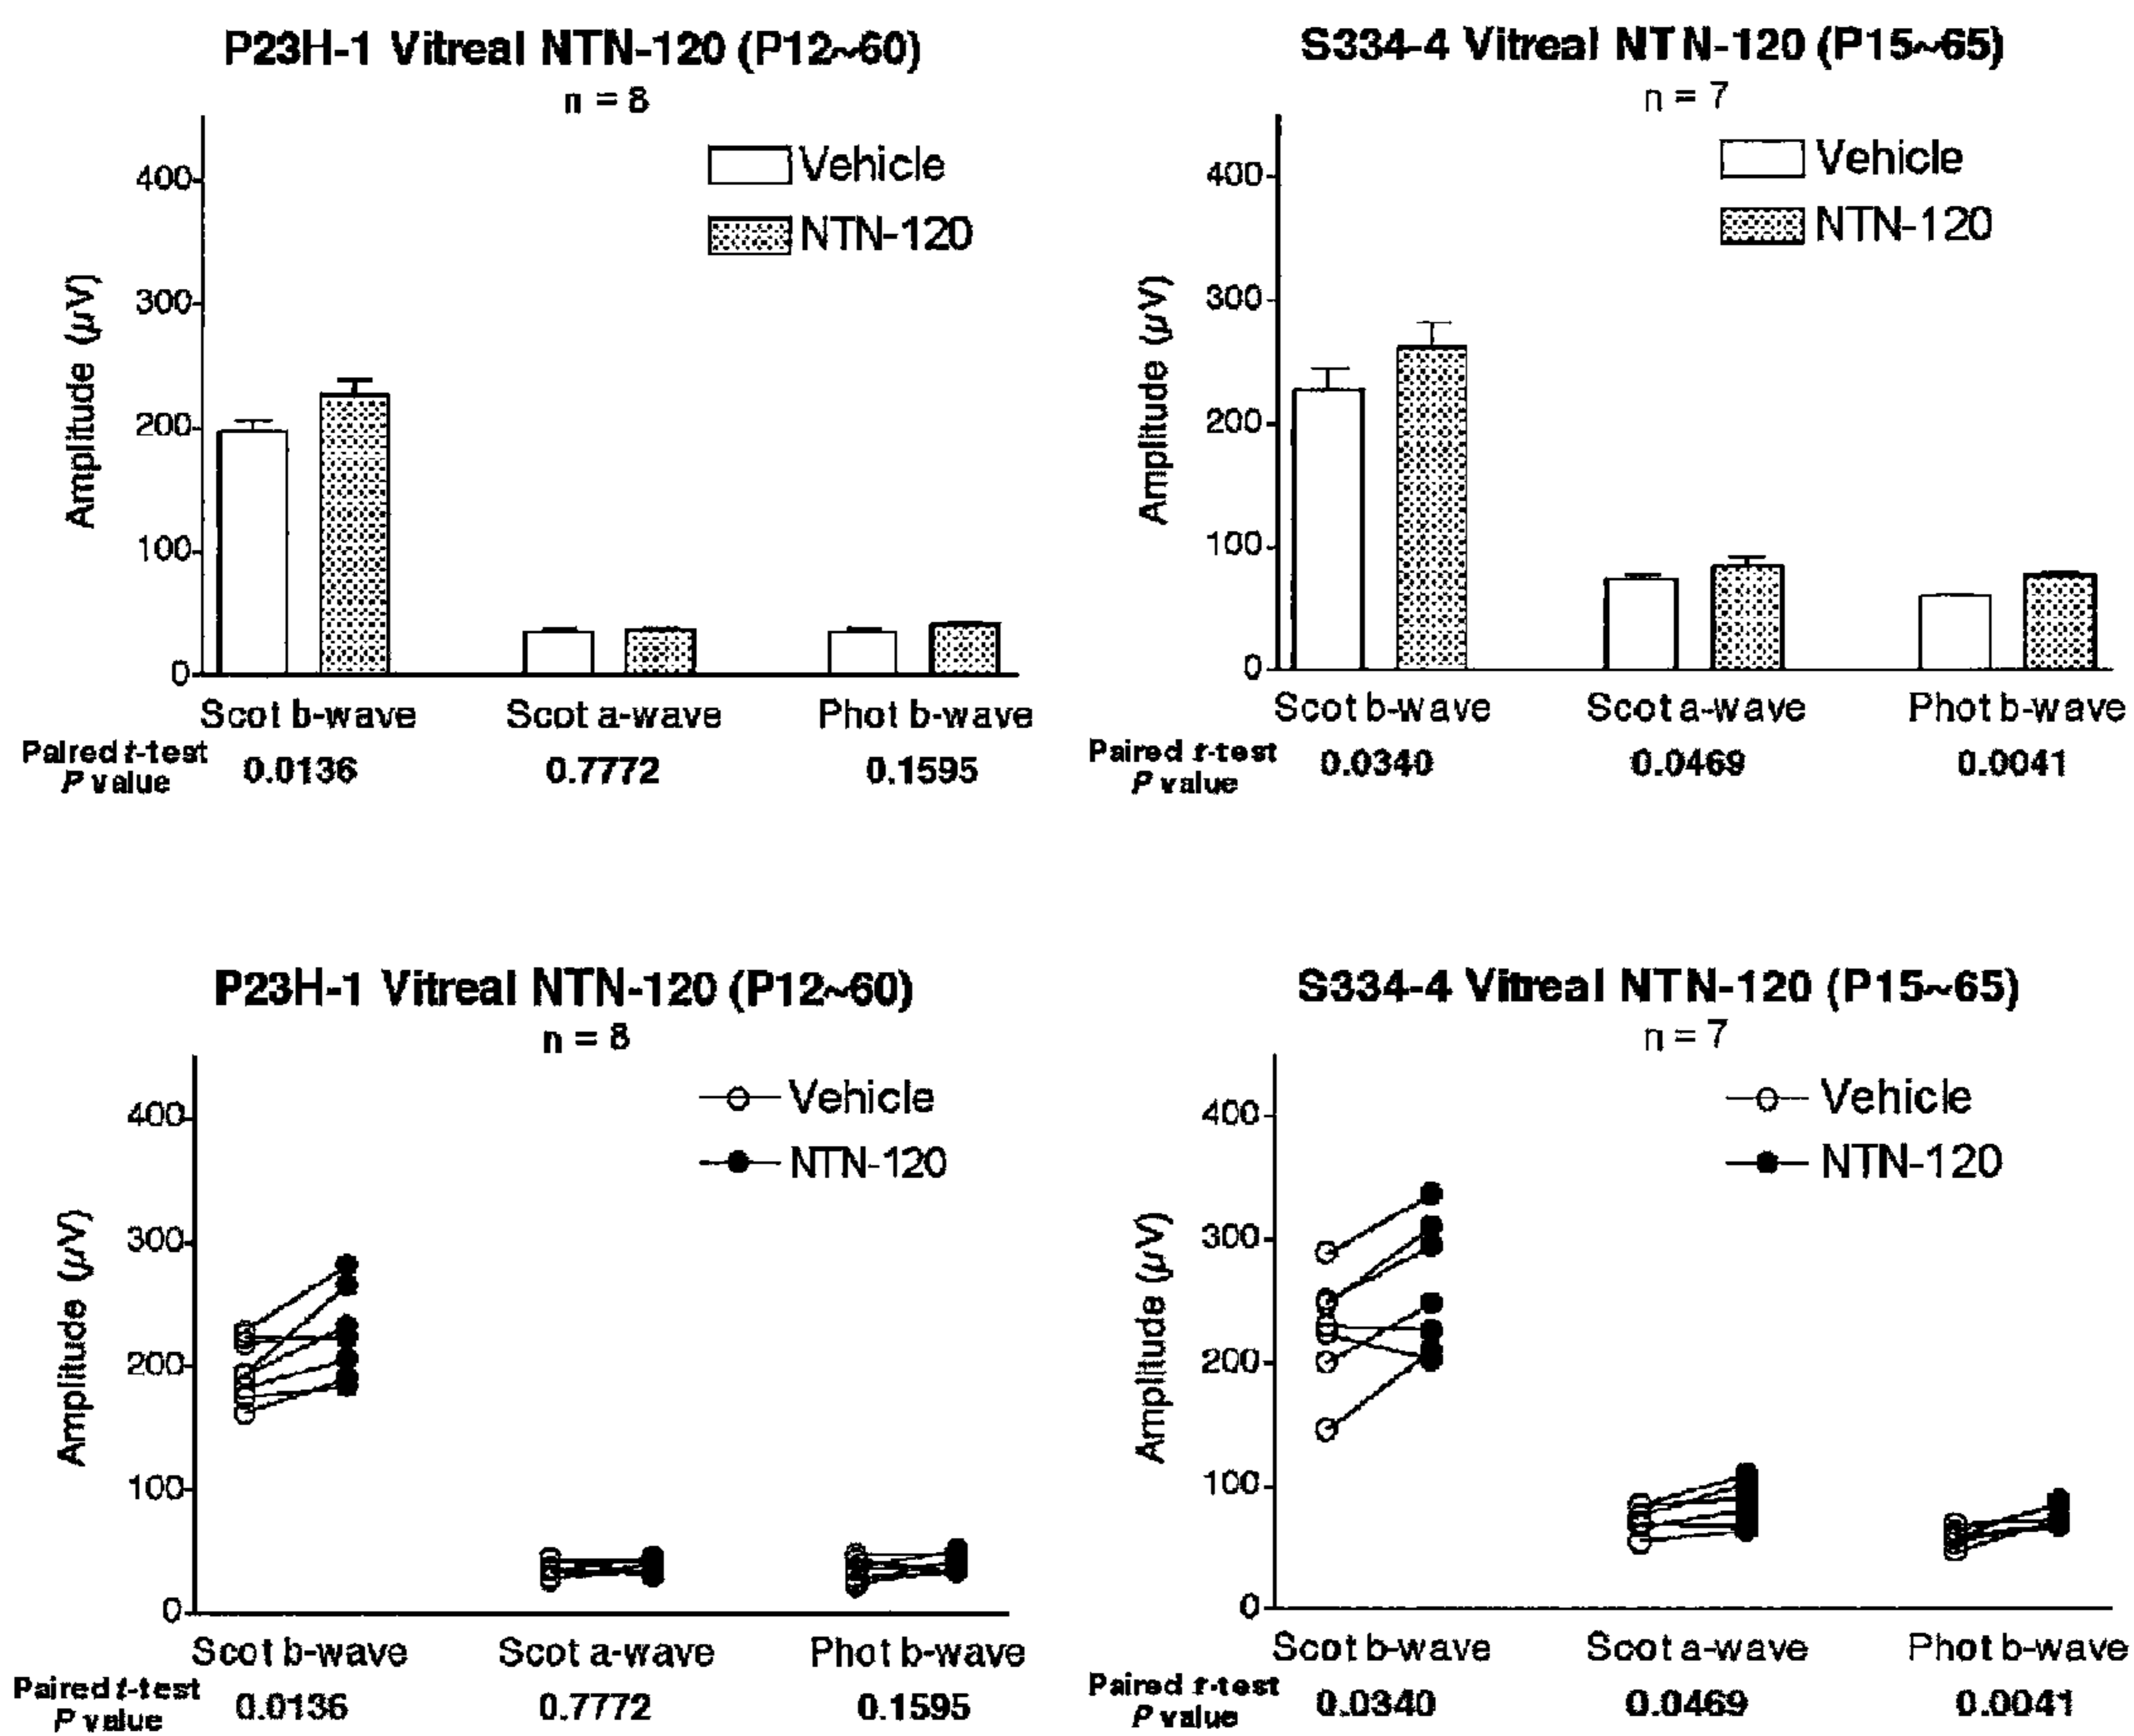 P23H-1 Vitreal NTN-120 (P12~60)
n = 8
Vehicle
NTN-120
400
300
200
100
0
Amplitude (µV)
Scot b-wave Scot a-wave Phot b-wave
Paired t-test
P value
0.0136 0.7772 0.1595
S334-4 Vitreal NTN-120 (P15~65)
n = 7
Vehicle
NTN-120
400
300
200
100
0
Amplitude (µV)
Scot b-wave Scot a-wave Phot b-wave
Paired t-test
P value
0.0340 0.0469 0.0041
P23H-1 Vitreal NTN-120 (P12~60)
n = 8
Vehicle
NTN-120
400
300
200
100
0
Amplitude (µV)
Scot b-wave Scot a-wave Phot b-wave
Paired t-test
P value
0.0136 0.7772 0.1595
S334-4 Vitreal NTN-120 (P15~65)
n = 7
Vehicle
NTN-120
400
300
200
100
0
Amplitude (µV)
Scot b-wave Scot a-wave Phot b-wave
Paired t-test
P value
0.0340 0.0469 0.0041